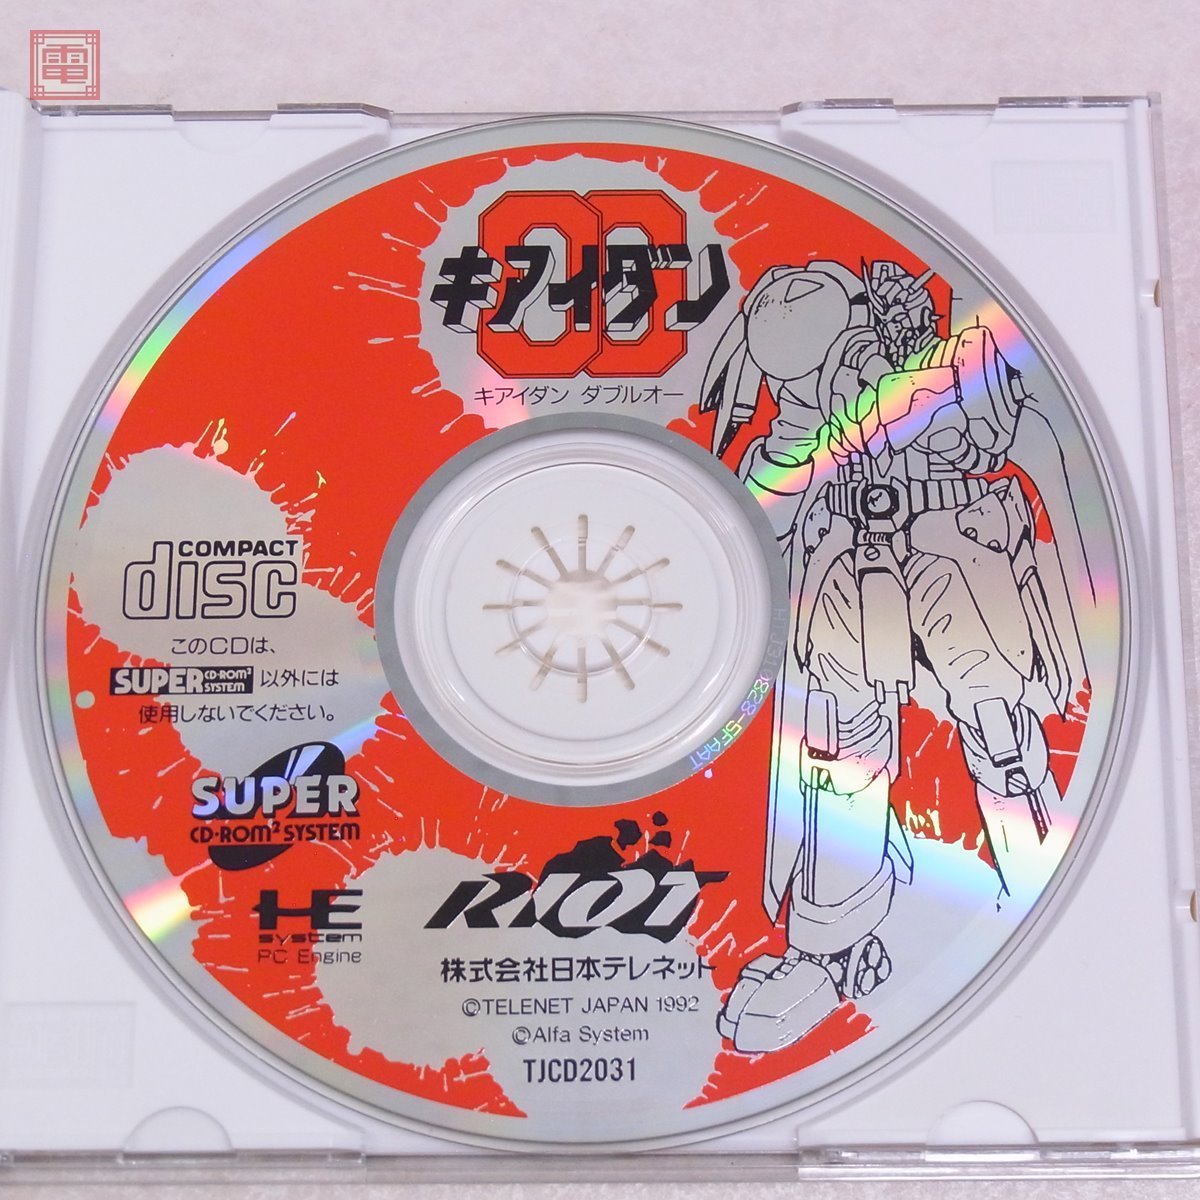 電
00
キアイダン
キアイダン ダブルオー
COMPACT
disc
このCDは、
SUPER CD-ROM² SYSTEM 以外には
使用しないでください。
SUPER
CD-ROM² SYSTEM
HE
system
PC Engine
RIOT
株式会社日本テレネット
©TELENET JAPAN 1992
©Alfa System
TJCD2031